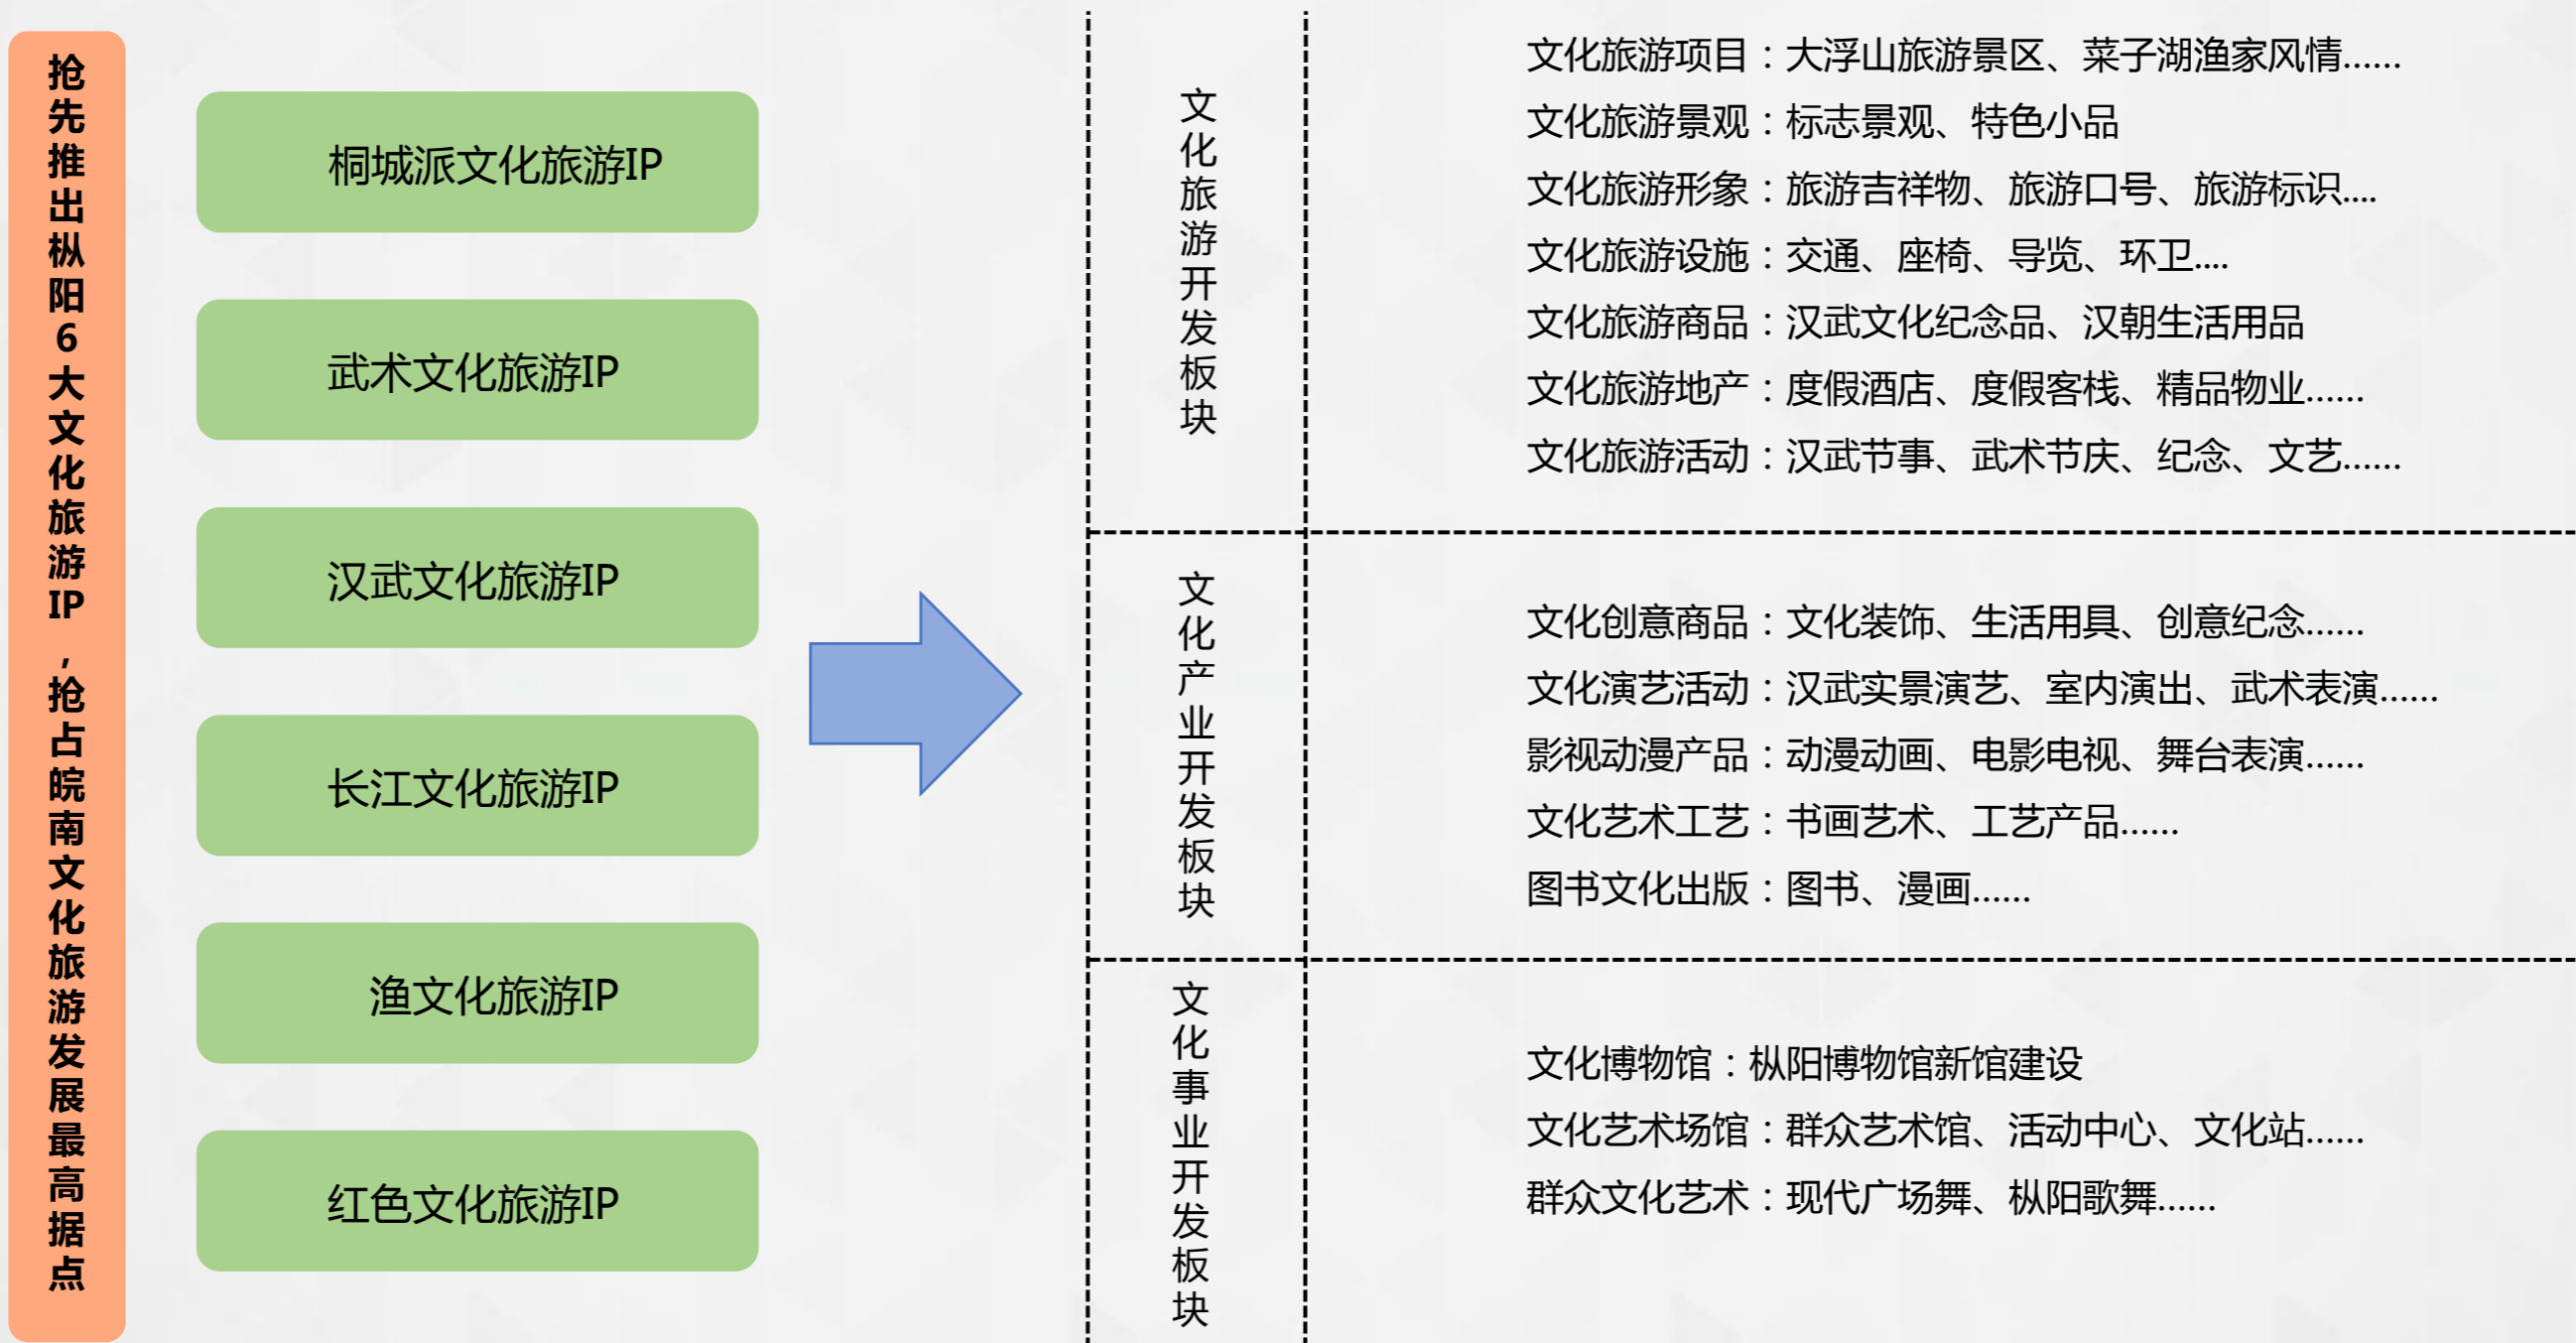 抢先推出枞阳6大文化旅游IP，抢占皖南文化旅游发展最高据点
桐城派文化旅游IP
武术文化旅游IP
汉武文化旅游IP
长江文化旅游IP
渔文化旅游IP
红色文化旅游IP
文化旅游开发板块
文化旅游项目：大浮山旅游景区、菜子湖渔家风情......
文化旅游景观：标志景观、特色小品
文化旅游形象：旅游吉祥物、旅游口号、旅游标识....
文化旅游设施：交通、座椅、导览、环卫....
文化旅游商品：汉武文化纪念品、汉朝生活用品
文化旅游地产：度假酒店、度假客栈、精品物业......
文化旅游活动：汉武节事、武术节庆、纪念、文艺......
文化产业开发板块
文化创意商品：文化装饰、生活用具、创意纪念......
文化演艺活动：汉武实景演艺、室内演出、武术表演......
影视动漫产品：动漫动画、电影电视、舞台表演......
文化艺术工艺：书画艺术、工艺产品......
图书文化出版：图书、漫画......
文化事业开发板块
文化博物馆：枞阳博物馆新馆建设
文化艺术场馆：群众艺术馆、活动中心、文化站......
群众文化艺术：现代广场舞、枞阳歌舞......